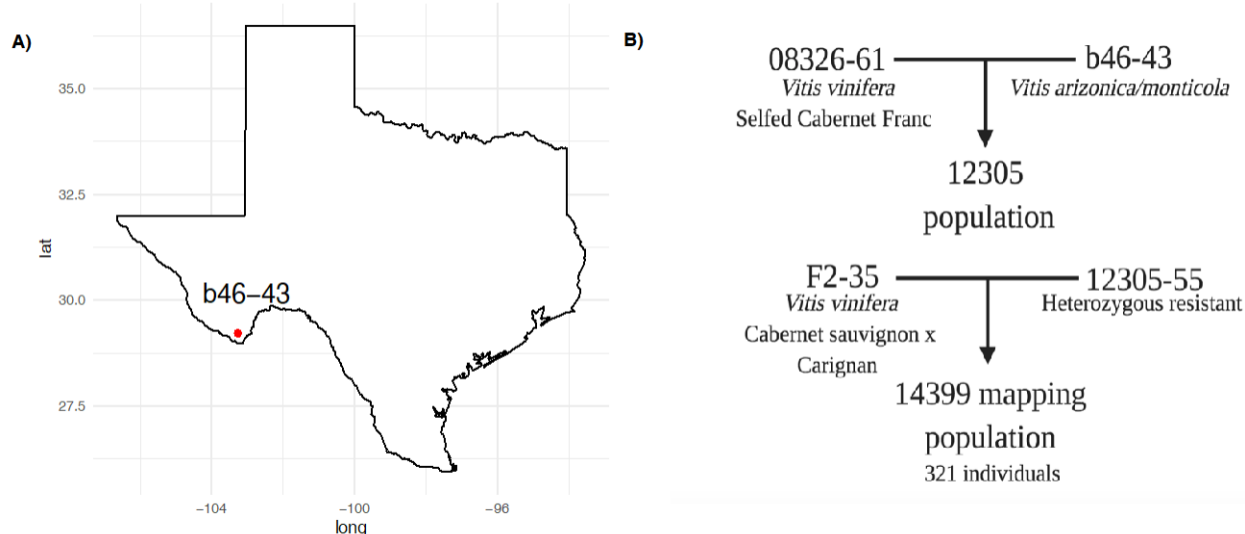 A)
35.0
32.5
30.0
27.5
lat
b46-43
-104
-100
-96
long
B)
08326-61
Vitis vinifera
Selfed Cabernet Franc
b46-43
Vitis arizonica/monticola
12305
population
F2-35
Vitis vinifera
Cabernet sauvignon x
Carignan
12305-55
Heterozygous resistant
14399 mapping
population
321 individuals